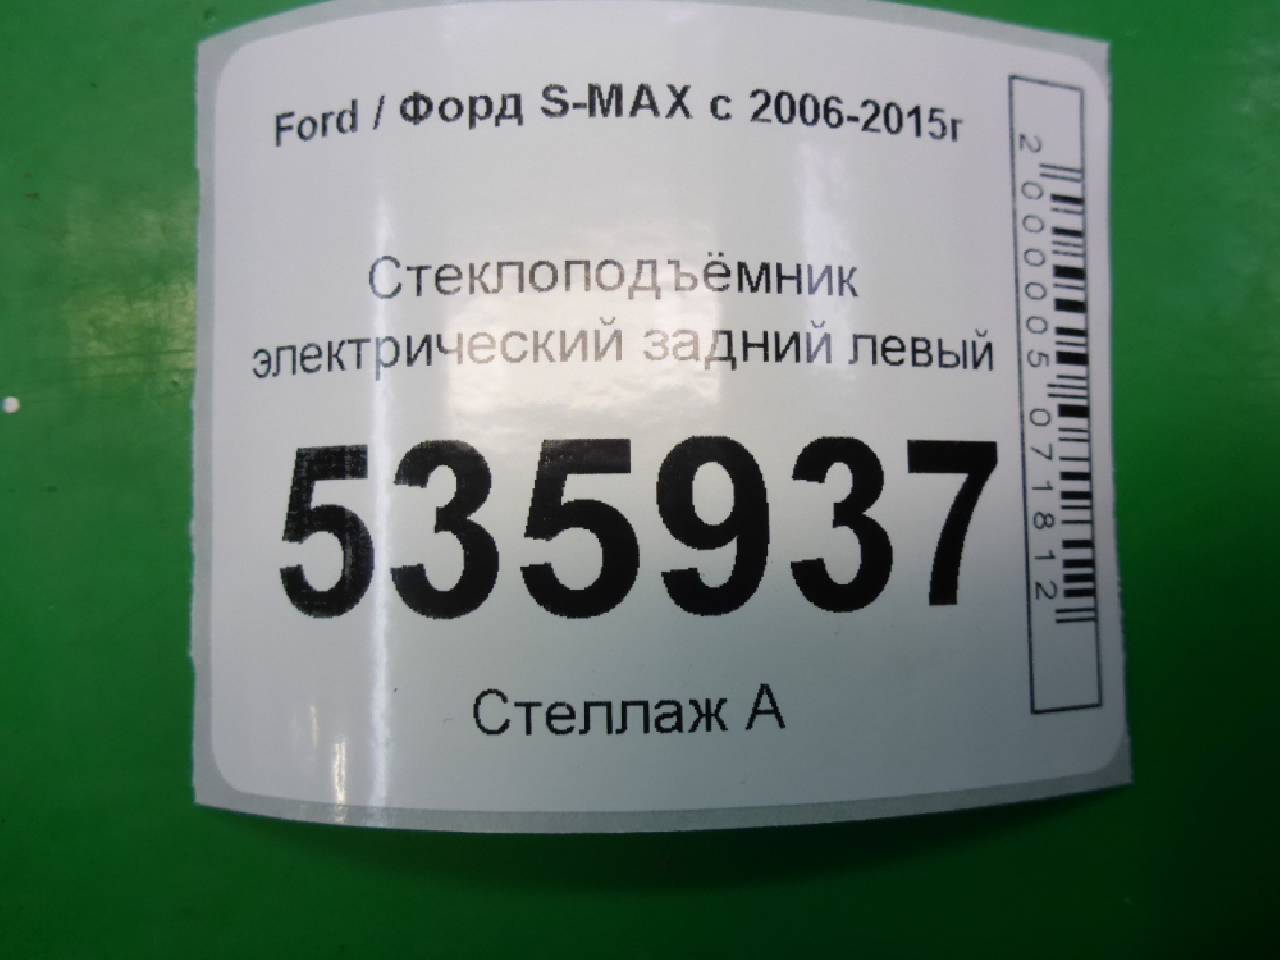 Ford / Форд S-MAX с 2006-2015г
Стеклоподъёмник
электрический задний левый
535937
Стеллаж А
2000005071812